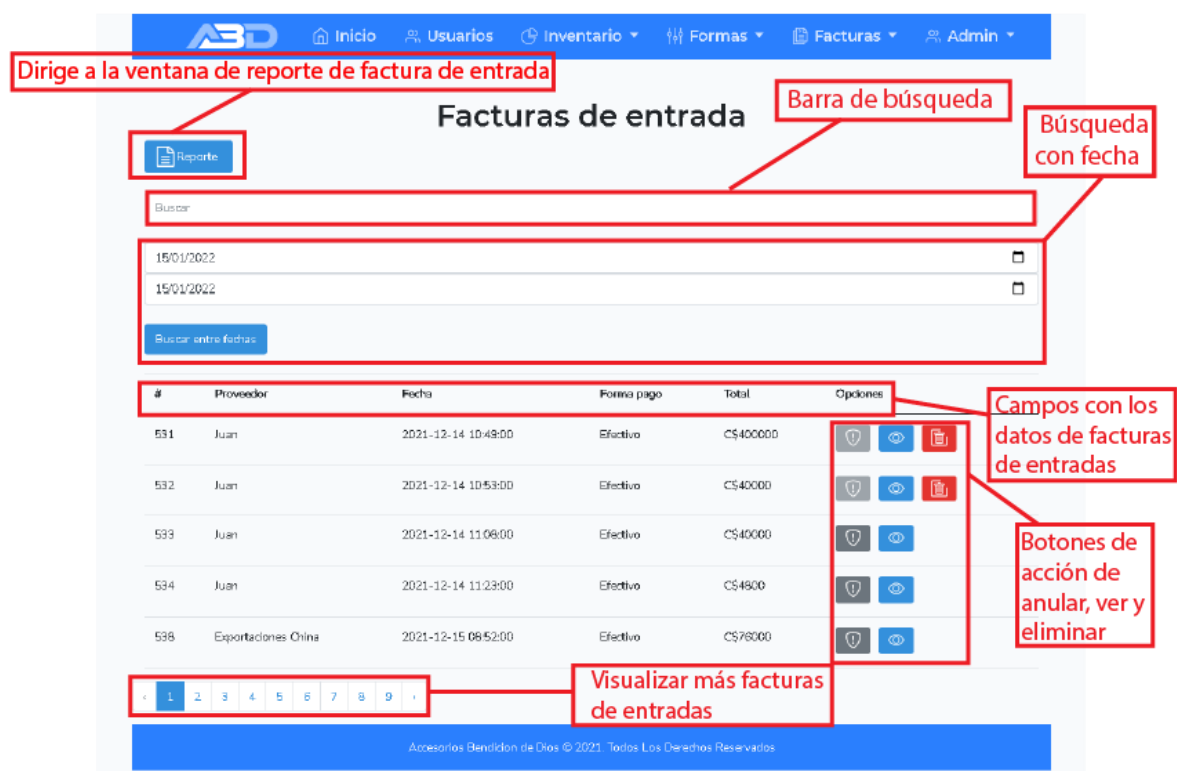 ABD Inicio Usuarios Inventario Formas Facturas Admin
Dirige a la ventana de reporte de factura de entrada
Facturas de entrada
Barra de búsqueda
Búsqueda
con fecha
Reporte
Buscar
15/01/2022
15/01/2022
Buscar entre fechas
# Proveedor Fecha Forma pago Total Opciones
Campos con los
datos de facturas
de entradas
531 Juan 2021-12-14 10:49:00 Efectivo C$400000
532 Juan 2021-12-14 10:53:00 Efectivo C$40000
533 Juan 2021-12-14 11:08:00 Efectivo C$40000
534 Juan 2021-12-14 11:23:00 Efectivo C$4800
538 Exportaciones China 2021-12-15 08:52:00 Efectivo C$76000
Botones de
acción de
anular, ver y
eliminar
‹ 1 2 3 4 5 6 7 8 9 ›
Visualizar más facturas
de entradas
Accesorios Bendicion de Dios © 2021. Todos Los Derechos Reservados